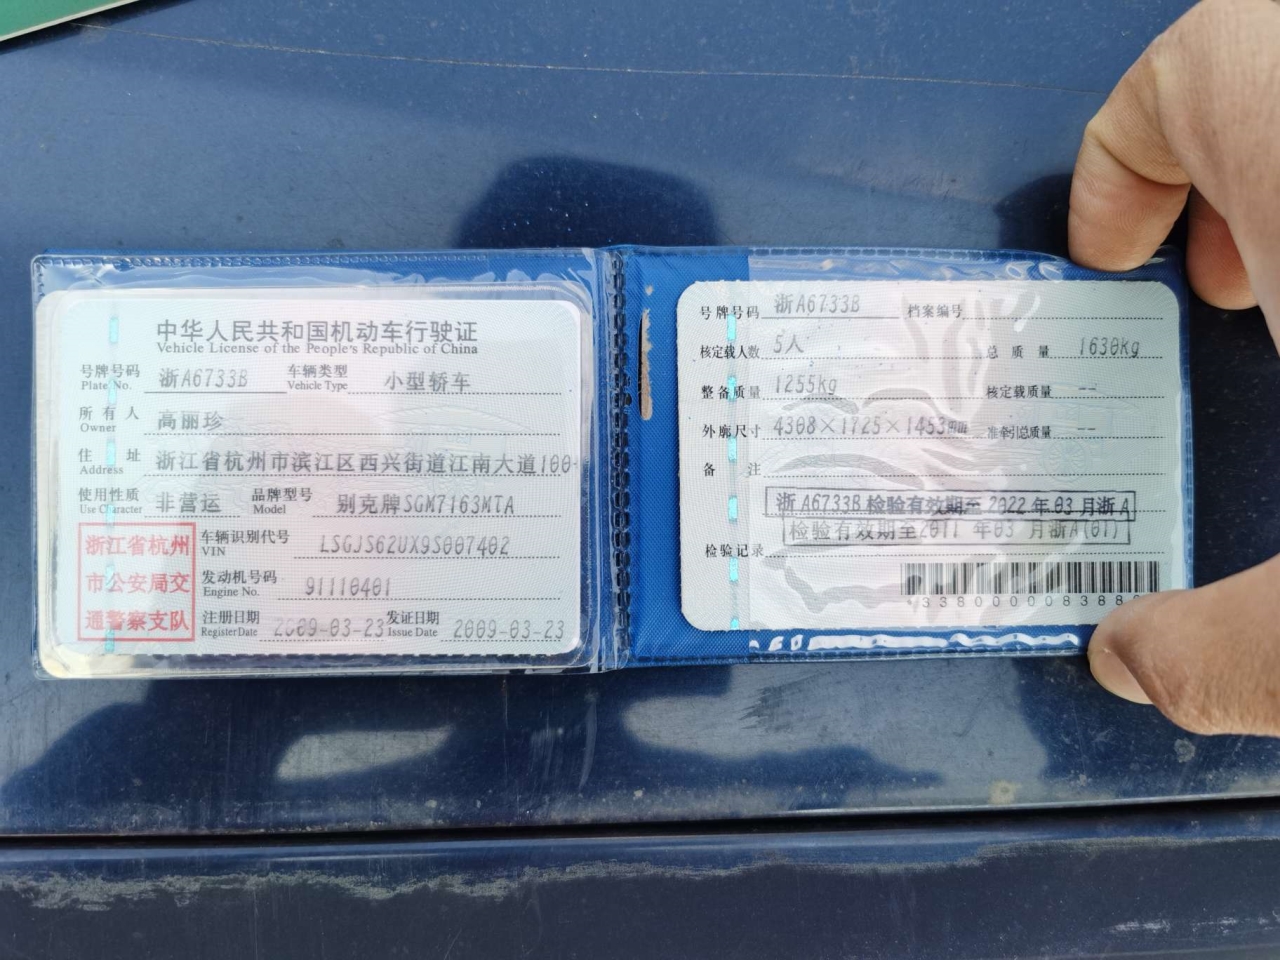 中华人民共和国机动车行驶证
Vehicle License of the People's Republic of China
号牌号码 浙A6733B 车辆类型 小型轿车
Plate No. Vehicle Type
所有人 高丽珍
Owner
住址 浙江省杭州市滨江区西兴街道江南大道100
Address
使用性质 非营运 品牌型号 别克牌SGM7163MTA
Use Character Model
浙江省杭州
市公安局交
通警察支队
车辆识别代号 LSGJS62UX9S007402
VIN
发动机号码 91110401
Engine No.
注册日期 2009-03-23 发证日期 2009-03-23
Register Date Issue Date
号牌号码 浙A6733B 档案编号
核定载人数 5人 总质量 1630kg
整备质量 1255kg 核定载质量 --
外廓尺寸 4308×1725×1453mm 准牵引总质量 --
备注
浙A6733B 检验有效期至 2022年03月浙A
检验有效期至2011年03月浙A(01)
检验记录
338000008388